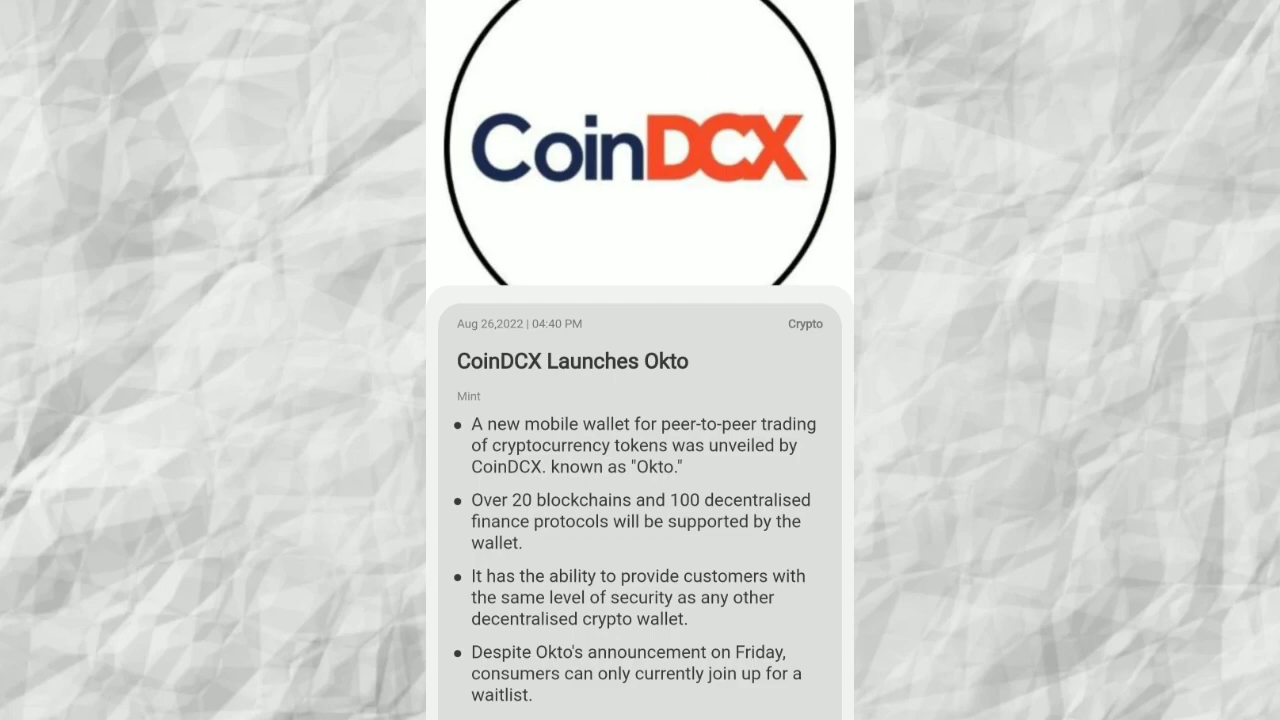 CoinDCX
Aug 26,2022 | 04:40 PM
Crypto
CoinDCX Launches Okto
Mint
• A new mobile wallet for peer-to-peer trading
of cryptocurrency tokens was unveiled by
CoinDCX. known as "Okto."
• Over 20 blockchains and 100 decentralised
finance protocols will be supported by the
wallet.
• It has the ability to provide customers with
the same level of security as any other
decentralised crypto wallet.
• Despite Okto's announcement on Friday,
consumers can only currently join up for a
waitlist.